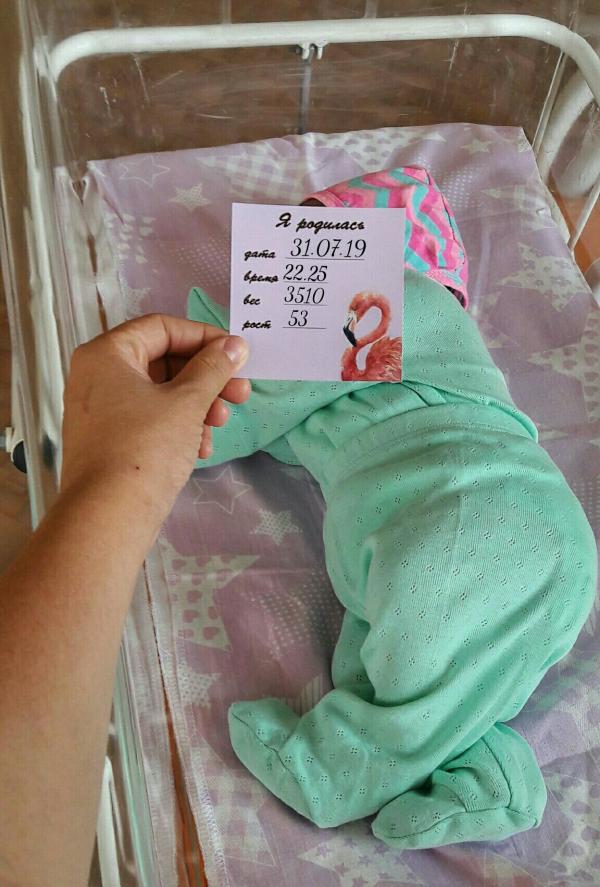 Я родилась
дата 31.07.19
время 22.25
вес 3510
рост 53